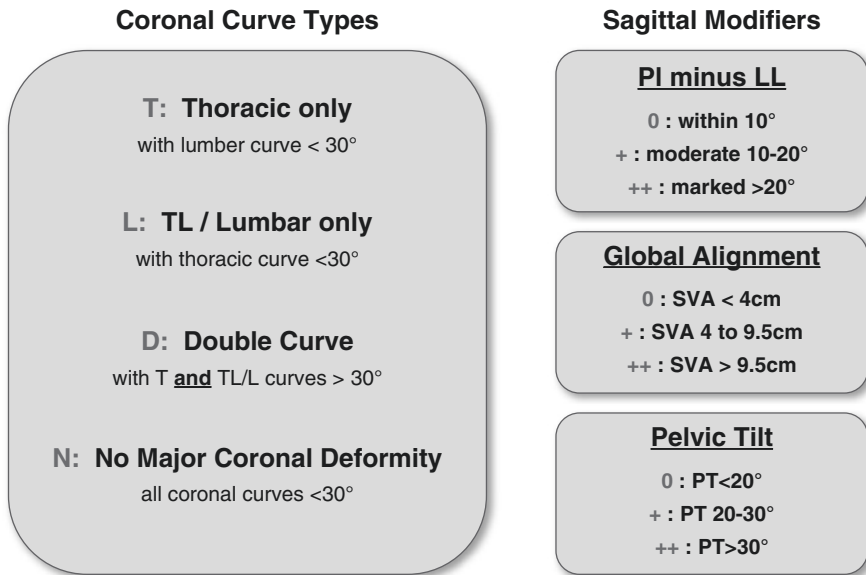 Coronal Curve Types
T: Thoracic only
with lumber curve < 30°
L: TL / Lumbar only
with thoracic curve <30°
D: Double Curve
with T and TL/L curves > 30°
N: No Major Coronal Deformity
all coronal curves <30°
Sagittal Modifiers
PI minus LL
0 : within 10°
+ : moderate 10-20°
++ : marked >20°
Global Alignment
0 : SVA < 4cm
+ : SVA 4 to 9.5cm
++ : SVA > 9.5cm
Pelvic Tilt
0 : PT<20°
+ : PT 20-30°
++ : PT>30°